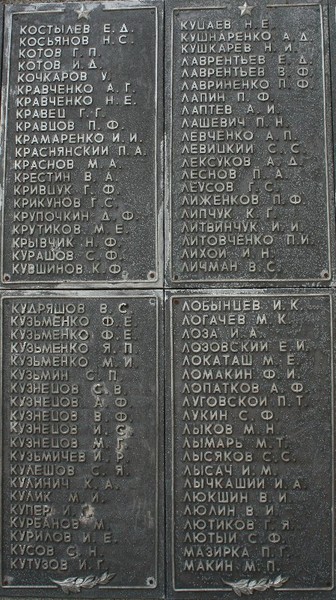 КОСТЫЛЕВ Е. Д.
КОСЬЯНОВ Н. С.
КОТОВ Г. П.
КОТОВ И. Д.
КОЧКАРОВ У.
КРАВЧЕНКО А. Г.
КРАВЧЕНКО Н. Е.
КРАВЕЦ Г. Г.
КРАВЦОВ П. Ф.
КРАМАРЕНКО И. И.
КРАСНЯНСКИЙ П. А.
КРАСНОВ М. А.
КРЕСТИН В. А.
КРИВЦУК Г. Ф.
КРИКУНОВ Г. С.
КРУПОЧКИН Д. Ф.
КРУТИКОВ М. Е.
КРЫВЧИК Н. Ф.
КУРАШОВ С. Ф.
КУВШИНОВ К. Ф.
КУДРЯШОВ В. С.
КУЗЬМЕНКО Ф. Е.
КУЗЬМЕНКО Ф. Е.
КУЗЬМЕНКО Я. П.
КУЗЬМЕНКО М. И.
КУЗЬМИН С. П.
КУЗНЕЦОВ С. В.
КУЗНЕЦОВ Ф.
КУЗНЕЦОВ В. Ф.
КУЗНЕЦОВ И. С.
КУЗНЕЦОВ М. Г.
КУЗЬМИЧЕВ И. Р.
КУЛЕШОВ С. Я.
КУЛИНИЧ К. А.
КУЛИК М. И.
КУПЕР И.
КУРБАНОВ М.
КУРИЛОВ И. Е.
КУСОВ С. Н.
КУТУЗОВ И. Г.
КУЦАЕВ Н. Е.
КУШНАРЕНКО А. Д.
КУШКАРЕВ Н. И.
ЛАВРЕНТЬЕВ Е. Д.
ЛАВРЕНТЬЕВ В. Ф.
ЛАВРИНЕНКО П. Ф.
ЛАПИН П. Ф.
ЛАПТЕВ А. И.
ЛАШЕВИЧ П. Н.
ЛЕВЧЕНКО А. П.
ЛЕВИЦКИЙ С. С.
ЛЕКСУКОВ А. Д.
ЛЕСНОВ П. А.
ЛЕУСОВ Г. С.
ЛИЖЕНКОВ П. Ф.
ЛИПЧУК К. Г.
ЛИТВИНЧУК И. И.
ЛИТОВЧЕНКО П. И.
ЛИХОЙ И. Н.
ЛИЧМАН В. С.
ЛОБЫНЦЕВ И. К.
ЛОГАЧЕВ М. К.
ЛОЗА И. А.
ЛОЗОВСКИЙ Е. И.
ЛОКАТАШ М. Е.
ЛОМАКИН Ф. И.
ЛОПАТКОВ А. Ф.
ЛУГОВСКОЙ П. Т.
ЛУКИН С. Ф.
ЛЫКОВ М. Н.
ЛЫМАРЬ М. Т.
ЛЫСЯКОВ С. С.
ЛЫСАЧ И. М.
ЛЫЧКАШИЙ И. А.
ЛЮКШИН В. И.
ЛЮЛИН В. И.
ЛЮТИКОВ Г. Я.
ЛЮТЫЙ С. Ф.
МАЗИРКА П. Г.
МАКИН М. П.